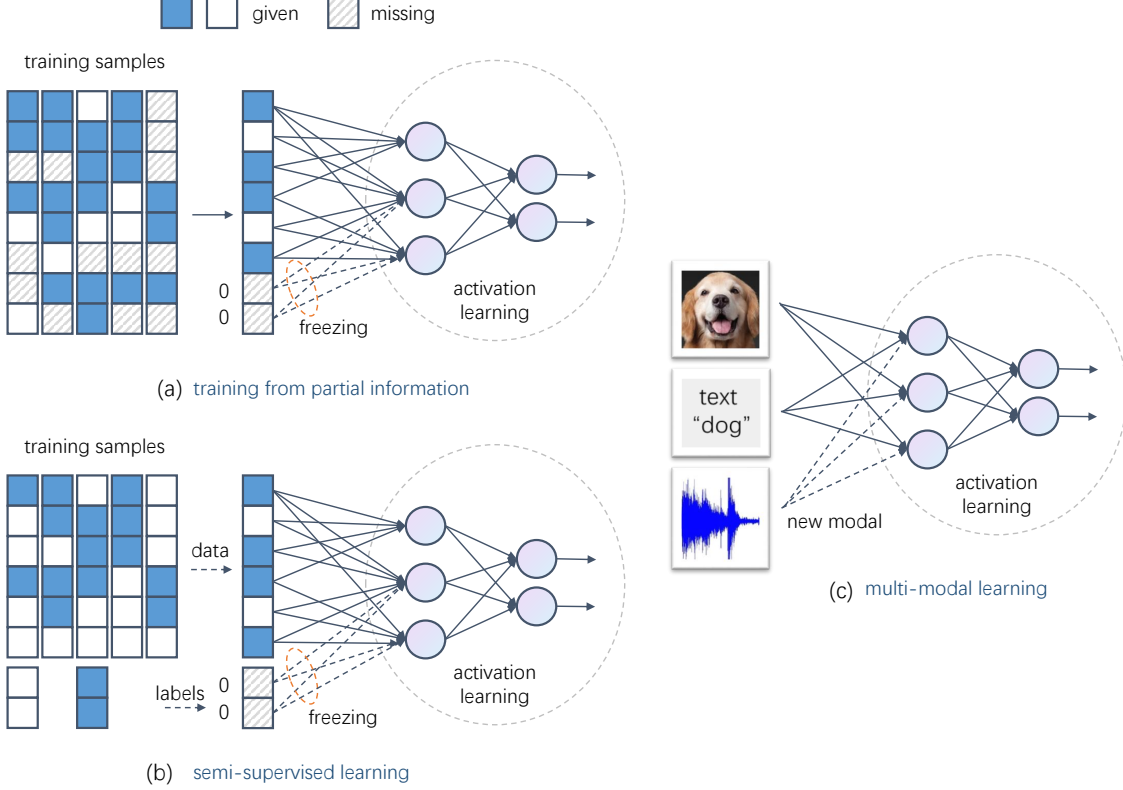 given
missing
training samples
0
0
freezing
activation
learning
(a) training from partial information
training samples
data
labels
0
0
freezing
activation
learning
(b) semi-supervised learning
text
“dog”
new modal
activation
learning
(c) multi-modal learning